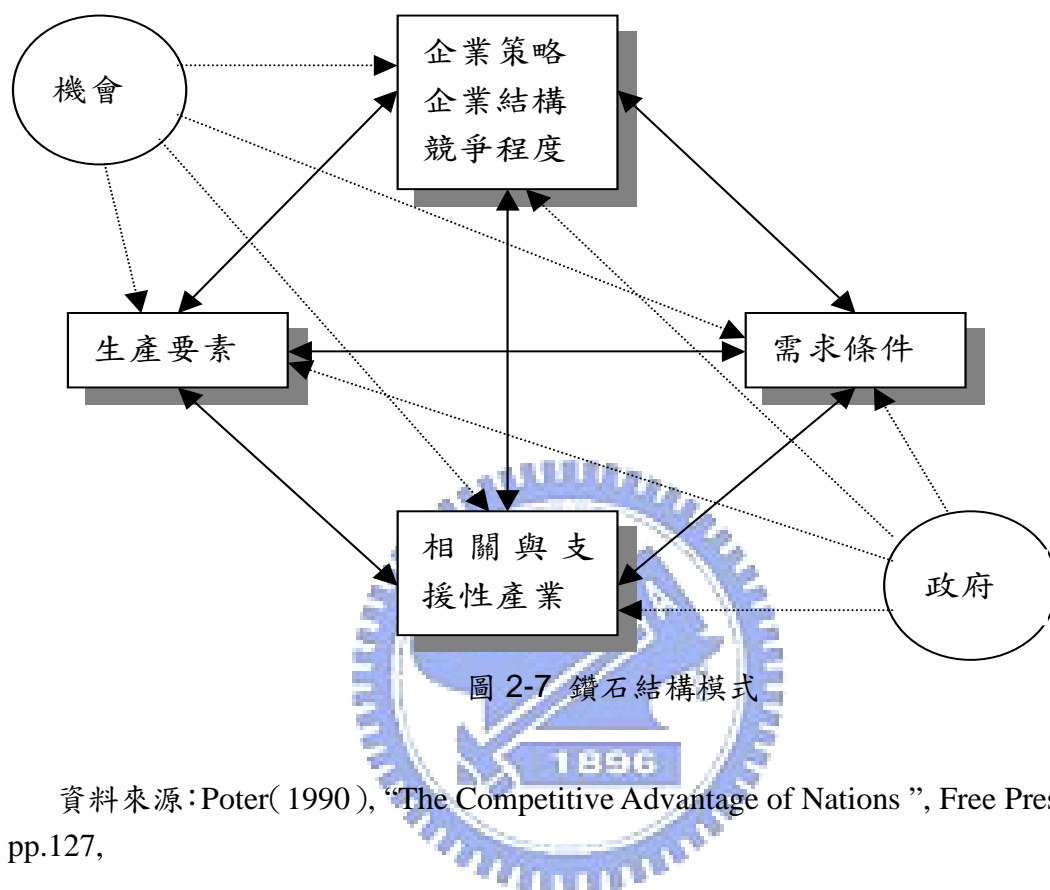 機會
企業策略
企業結構
競爭程度
生產要素
需求條件
相關與支
援性產業
政府
圖 2-7 鑽石結構模式
1896
資料來源：Poter（1990）, “The Competitive Advantage of Nations ”, Free Pres
pp.127,